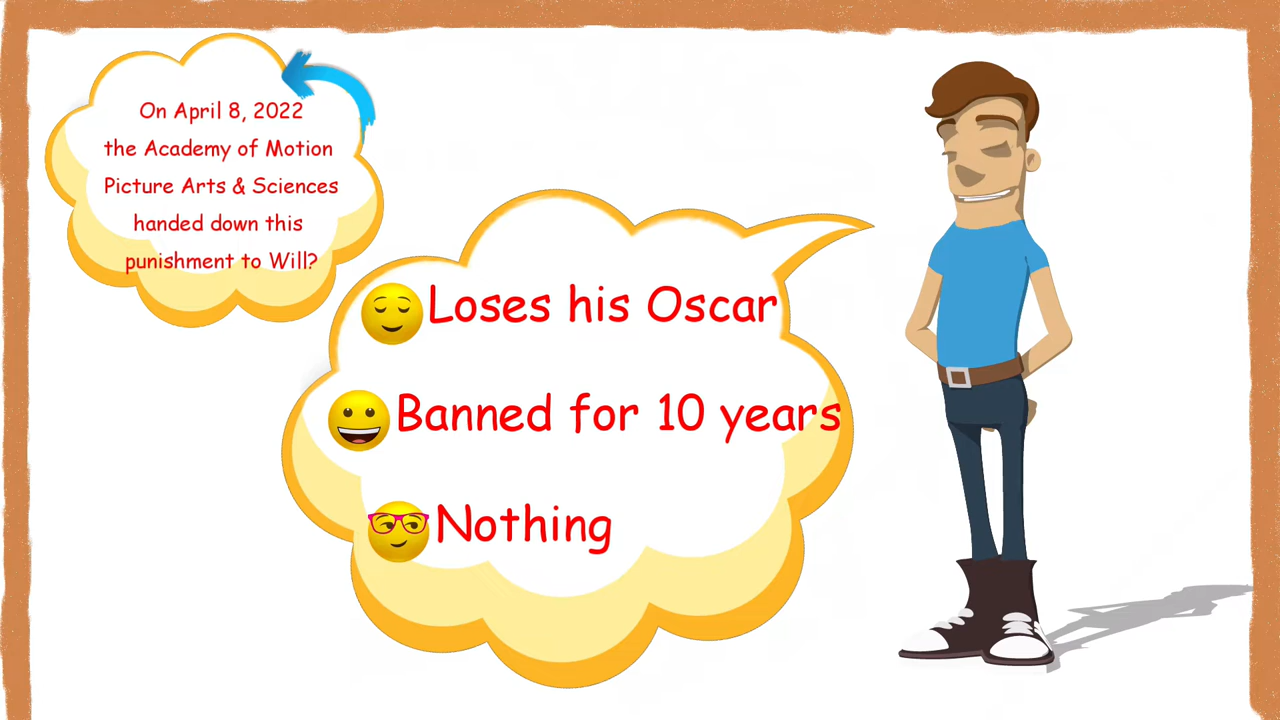 On April 8, 2022
the Academy of Motion
Picture Arts & Sciences
handed down this
punishment to Will?
Loses his Oscar
Banned for 10 years
Nothing